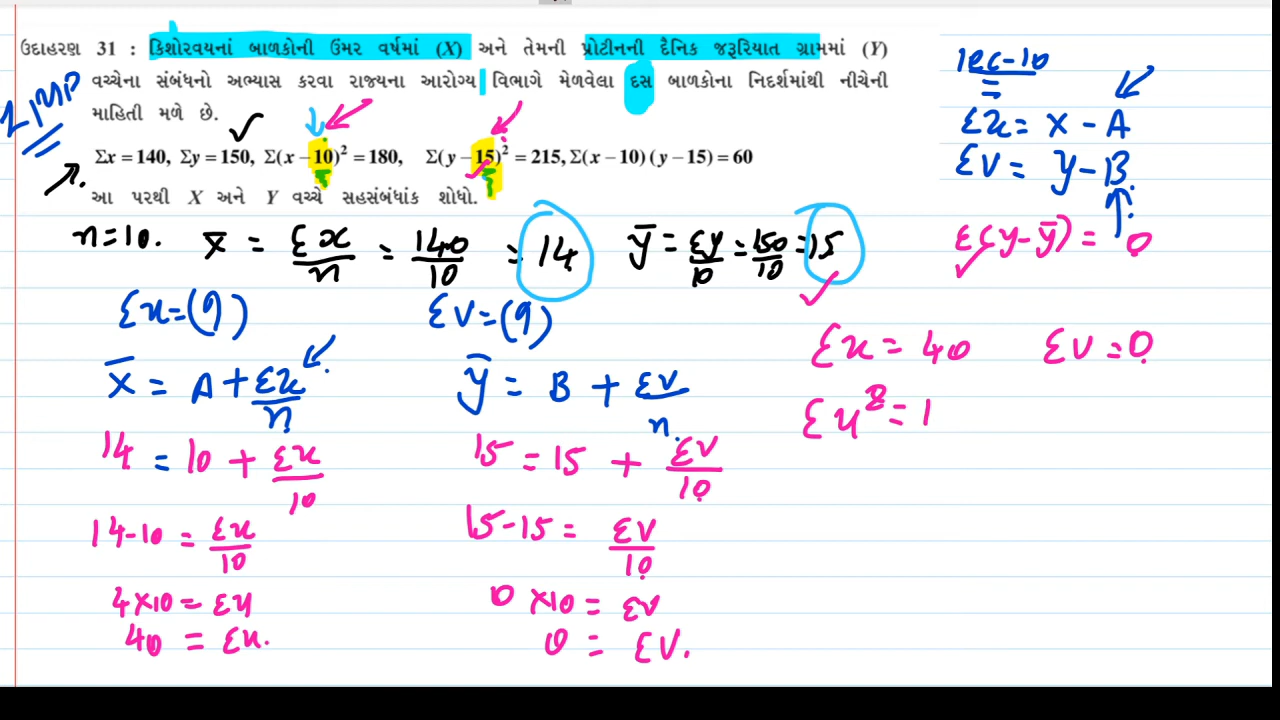 ઉદાહરણ 31 : કિશોરવયનાં બાળકોની ઉંમર વર્ષમાં (X) અને તેમની પ્રોટીનની દૈનિક જરૂરિયાત ગ્રામમાં (Y)
વચ્ચેના સંબંધનો અભ્યાસ કરવા રાજ્યના આરોગ્ય વિભાગે મેળવેલા દસ બાળકોના નિદર્શમાંથી નીચેની
માહિતી મળે છે.
IMP
Σx = 140, Σy = 150, Σ(x − 10)² = 180, Σ(y − 15)² = 215, Σ(x − 10) (y − 15) = 60
આ પરથી X અને Y વચ્ચે સહસંબંધાંક શોધો.
rec-10
Σu = x - A
Σv = y - B
Σ(y - ȳ) = 0
n = 10. x̄ = Σx/n = 140/10 = 14 ȳ = Σy/10 = 150/10 = 15
Σu = (?) Σv = (?)
x̄ = A + Σu/n ȳ = B + Σv/n
14 = 10 + Σu/10 15 = 15 + Σv/10
14-10 = Σu/10 15-15 = Σv/10
4×10 = Σu 0 ×10 = Σv
40 = Σu. 0 = Σv.
Σu = 40 Σv = 0
Σu² = 1